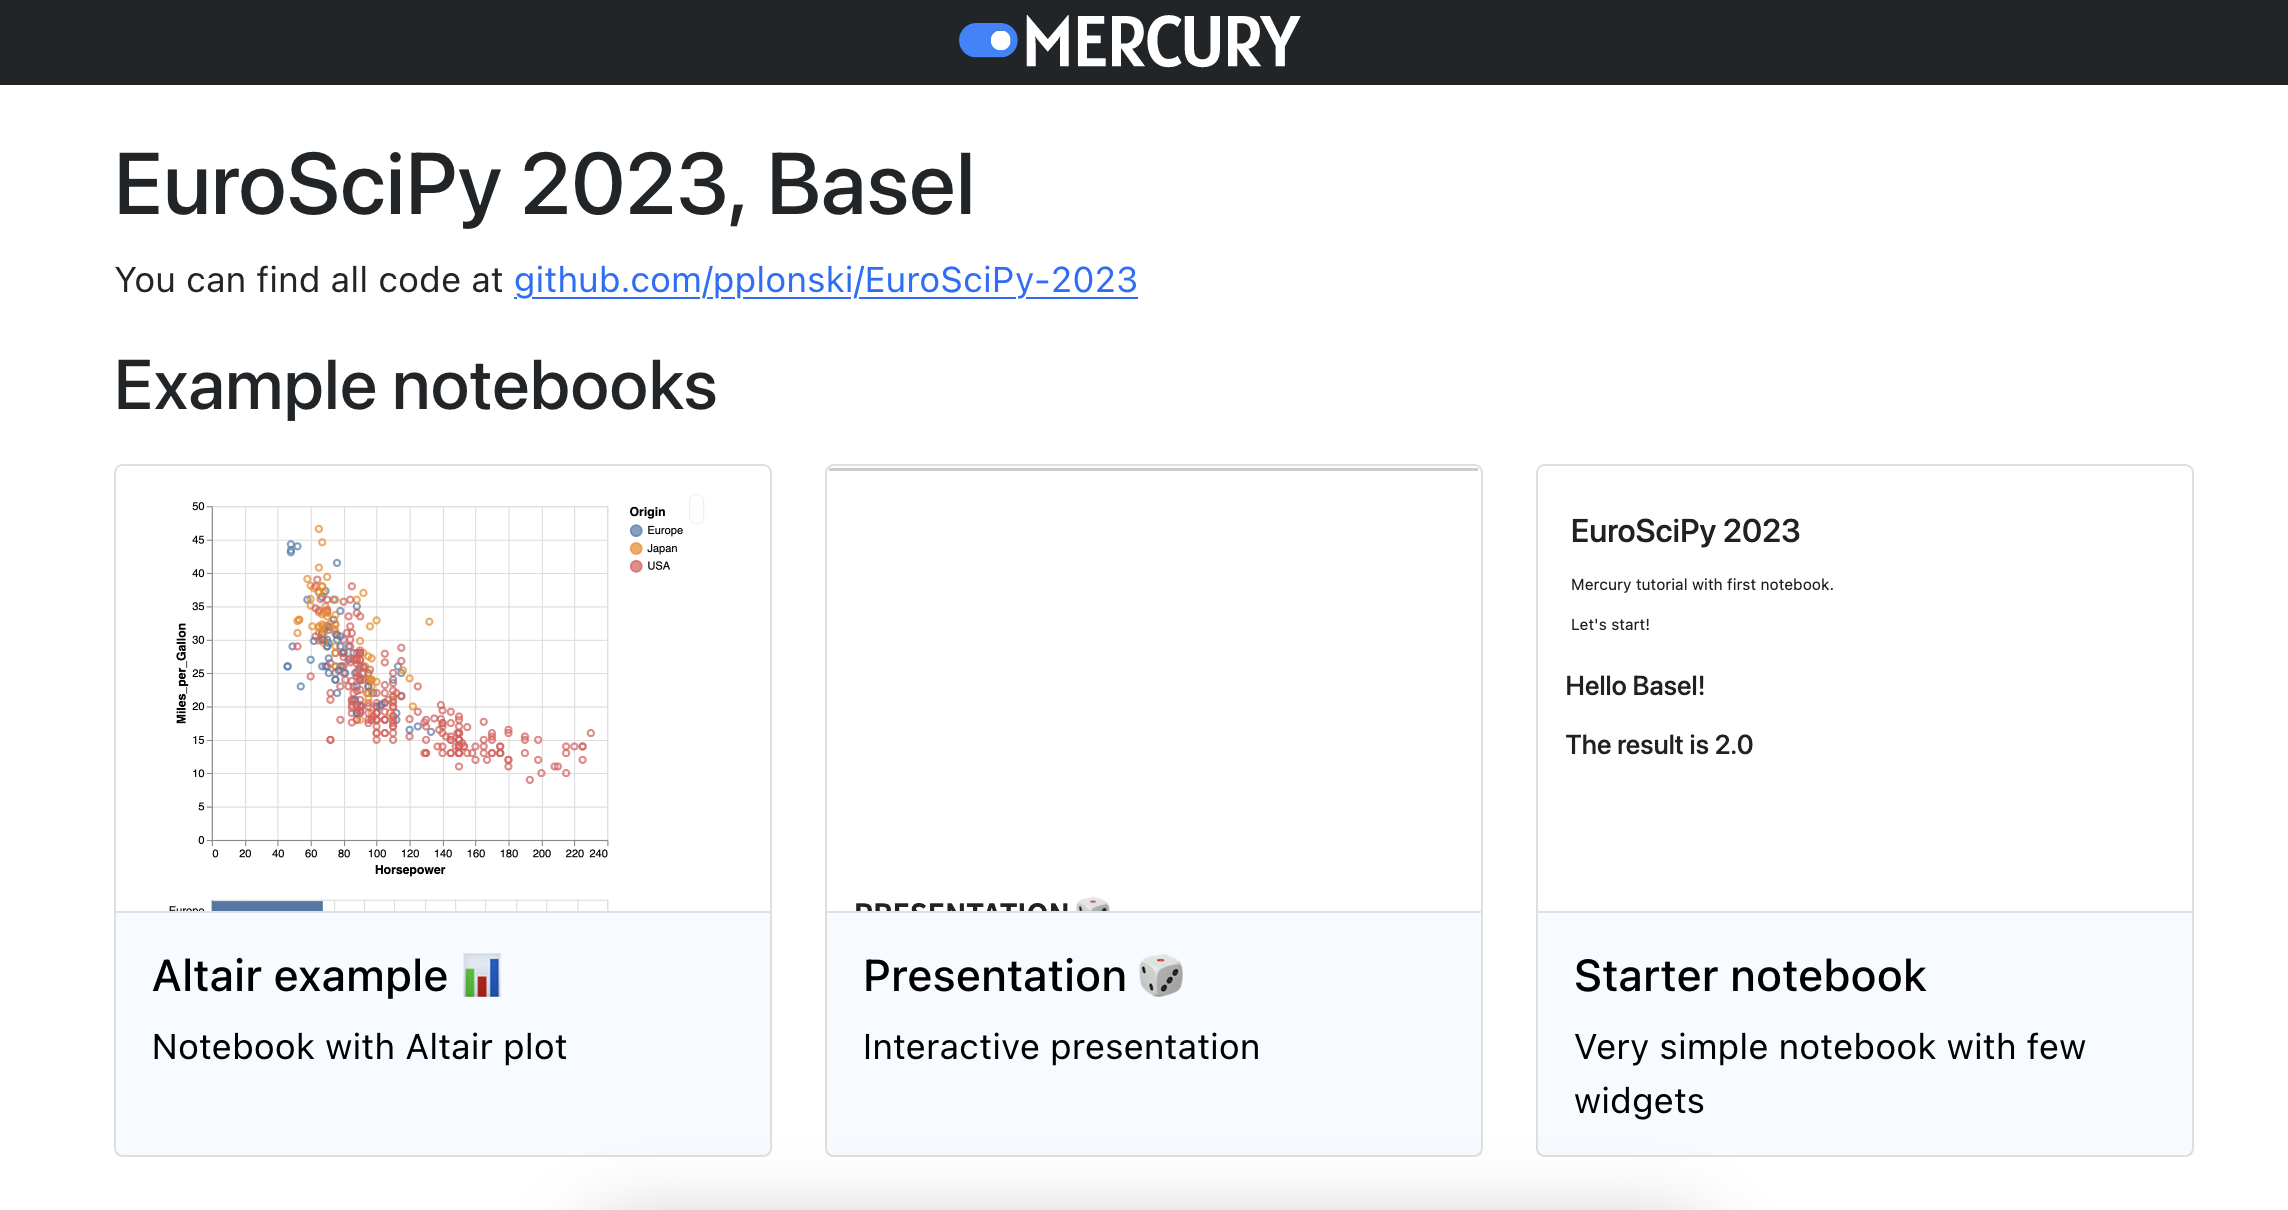 MERCURY
EuroSciPy 2023, Basel
You can find all code at github.com/pplonski/EuroSciPy-2023
Example notebooks
50
45
40
35
30
25
20
15
10
5
0
Miles_per_Gallon
0 20 40 60 80 100 120 140 160 180 200 220 240
Horsepower
Origin
Europe
Japan
USA
Europe
Altair example 📊
Notebook with Altair plot
PRESENTATION 🎲
Presentation 🎲
Interactive presentation
EuroSciPy 2023
Mercury tutorial with first notebook.
Let's start!
Hello Basel!
The result is 2.0
Starter notebook
Very simple notebook with few
widgets